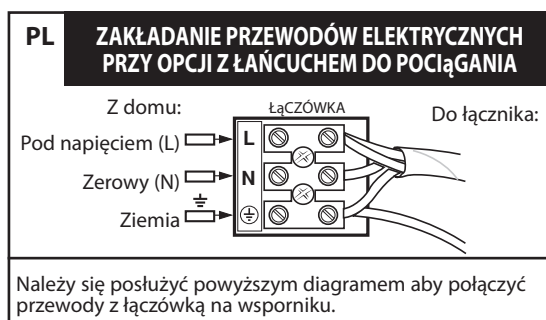 PL
ZAKŁADANIE PRZEWODÓW ELEKTRYCZNYCH
PRZY OPCJI Z ŁAŃCUCHEM DO POCIąGANIA
Z domu:
ŁąCZÓWKA
Do łącznika:
Pod napięciem (L)
L
Zerowy (N)
N
Ziemia
Należy się posłużyć powyższym diagramem aby połączyć
przewody z łączówką na wsporniku.